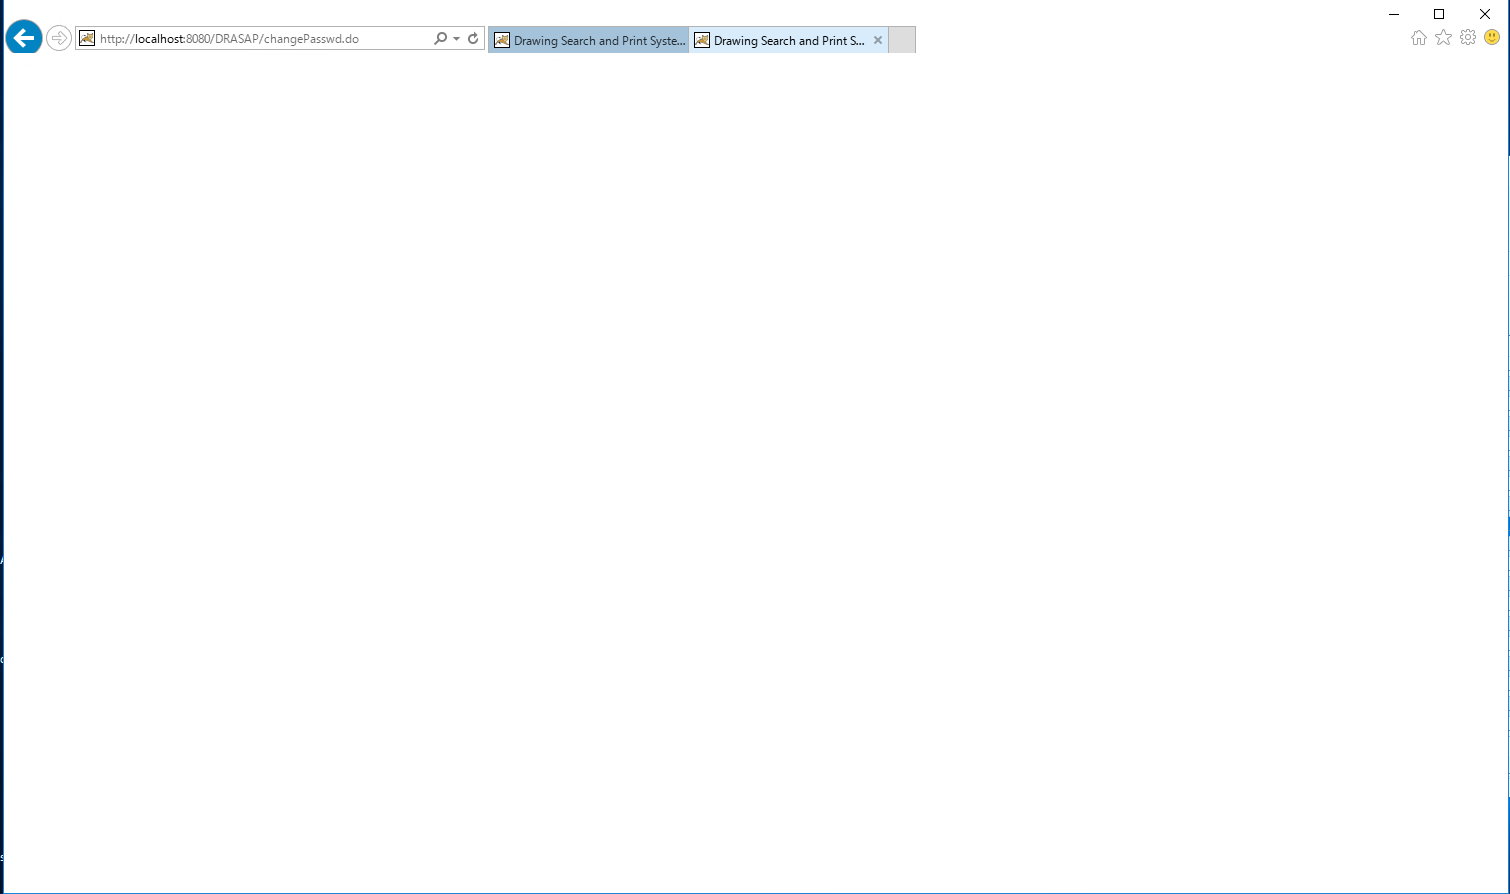 http://localhost:8080/DRASAP/changePasswd.do
Drawing Search and Print Syste...
Drawing Search and Print S...